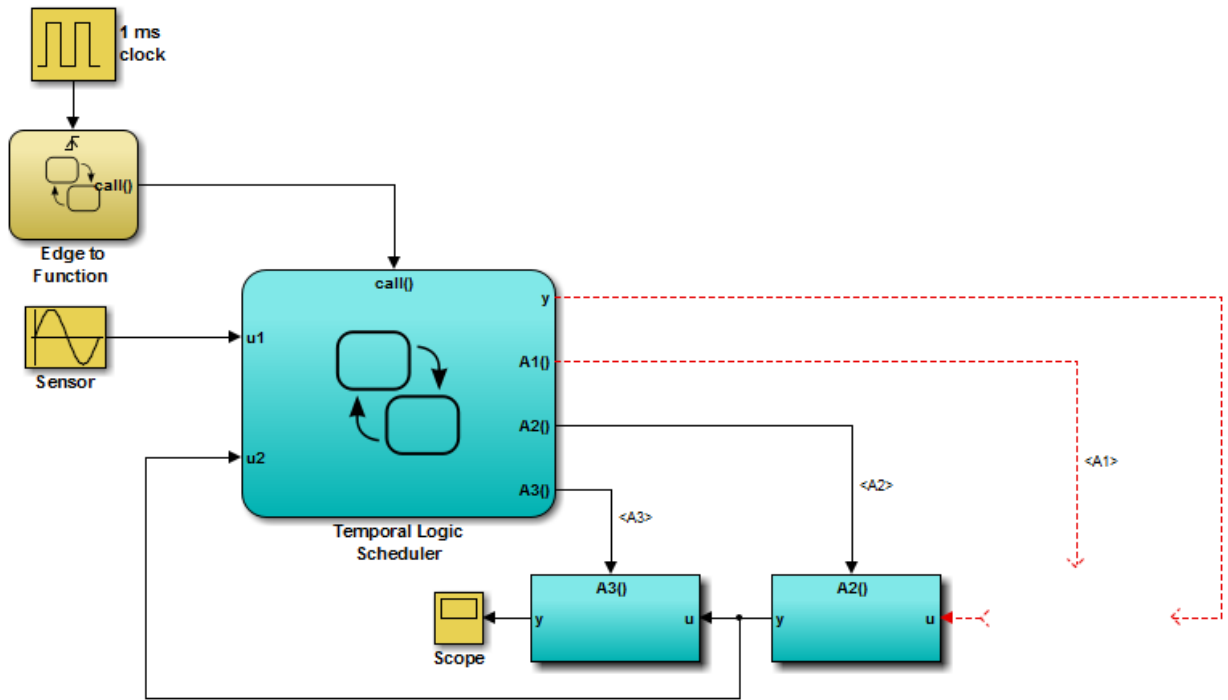 1 ms
clock
call()
Edge to
Function
call()
y
u1
A1()
Sensor
A2()
u2
<A1>
A3()
<A2>
<A3>
Temporal Logic
Scheduler
A3()
A2()
y
u
y
u
Scope